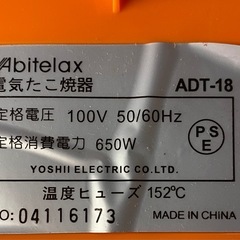 Abitelax
電気たこ焼器 ADT-18
定格電圧 100V 50/60Hz
定格消費電力 650W
PSE
YOSHII ELECTRIC CO.LTD.
温度ヒューズ 152℃
NO: 04116173 MADE IN CHINA